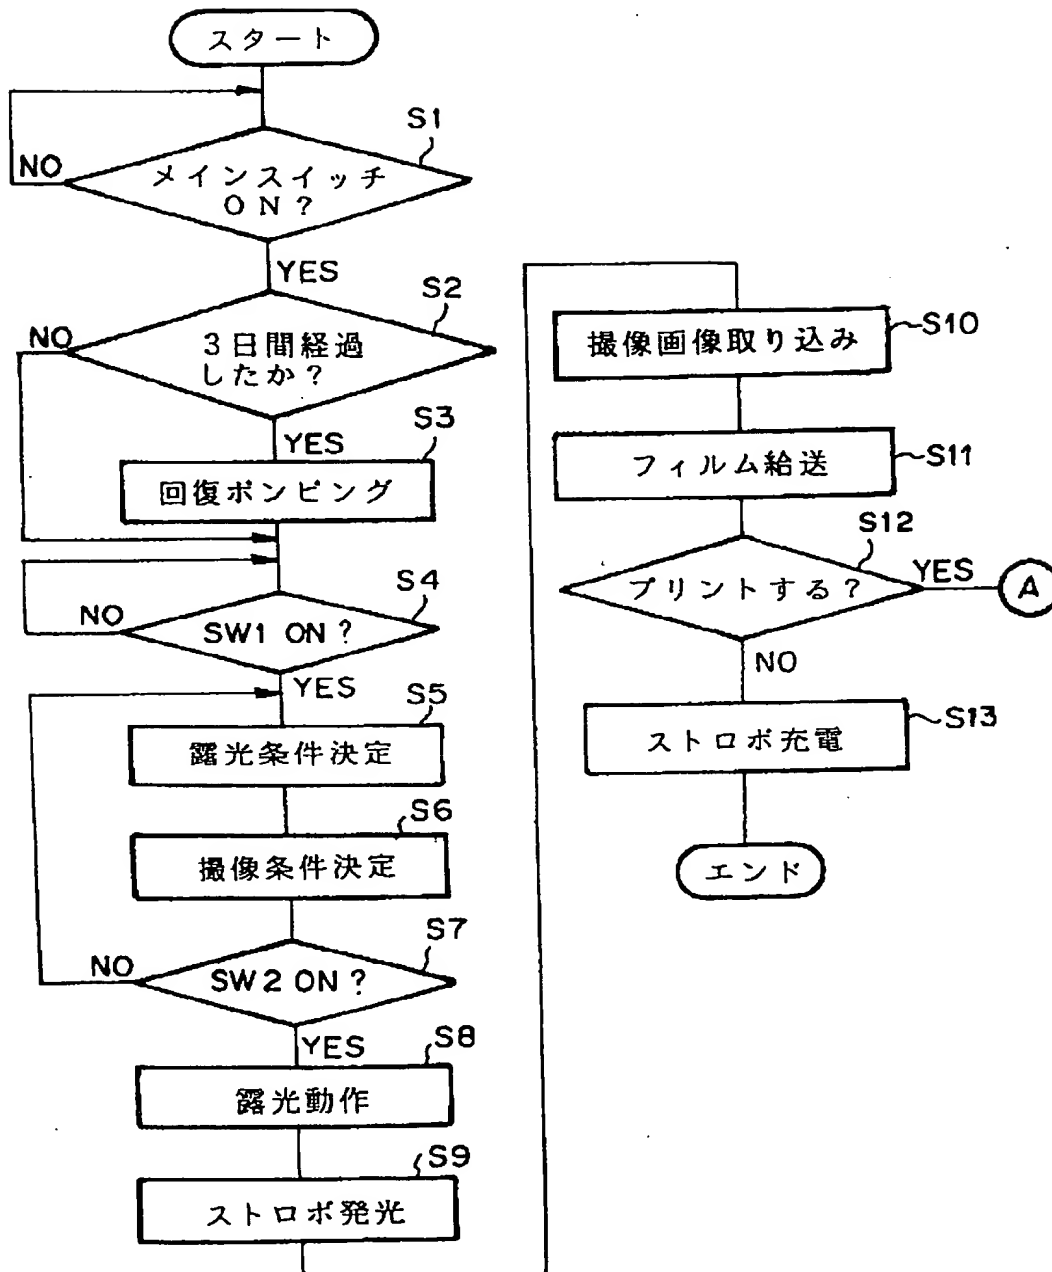 スタート
S1
NO
メインスイッチ
ON?
YES
S2
NO
3日間経過
したか?
S3
YES
回復ポンピング
S4
NO
SW1 ON?
YES
S5
露光条件決定
S6
撮像条件決定
S7
NO
SW2 ON?
YES
S8
露光動作
S9
ストロボ発光
S10
撮像画像取り込み
フィルム給送
S11
S12
プリントする?
YES
A
NO
ストロボ充電
S13
エンド